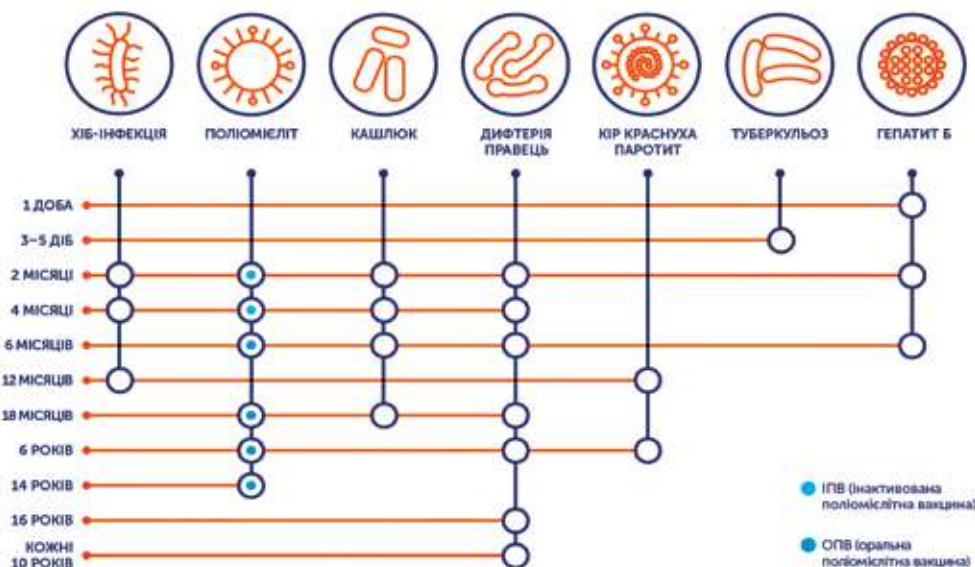 ХІБ-ІНФЕКЦІЯ
ПОЛІОМІЄЛІТ
КАШЛЮК
ДИФТЕРІЯ
ПРАВЕЦЬ
КІР КРАСНУХА
ПАРОТИТ
ТУБЕРКУЛЬОЗ
ГЕПАТИТ Б
1 ДОБА
3–5 ДІБ
2 МІСЯЦІ
4 МІСЯЦІ
6 МІСЯЦІВ
12 МІСЯЦІВ
18 МІСЯЦІВ
6 РОКІВ
14 РОКІВ
16 РОКІВ
КОЖНІ
10 РОКІВ
ІПВ (інактивована
поліомієлітна вакцина)
ОПВ (оральна
поліомієлітна вакцина)